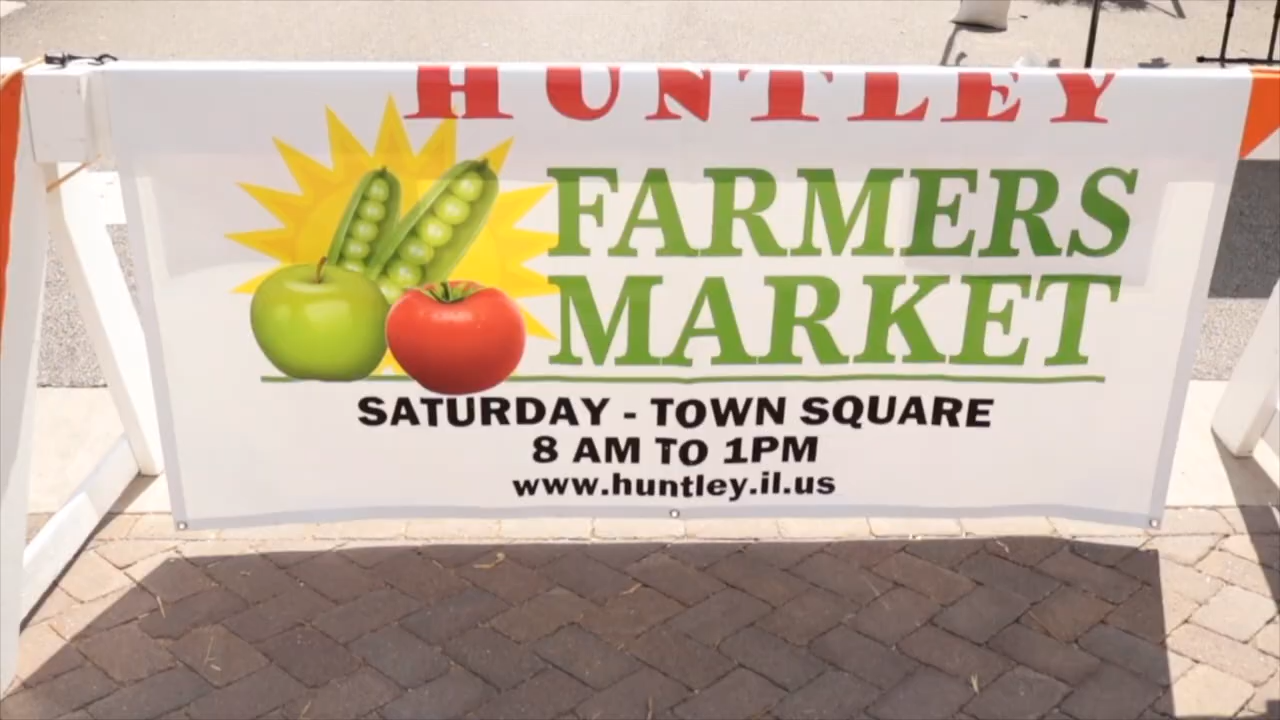 HUNTLEY
FARMERS
MARKET
SATURDAY - TOWN SQUARE
8 AM TO 1PM
www.huntley.il.us